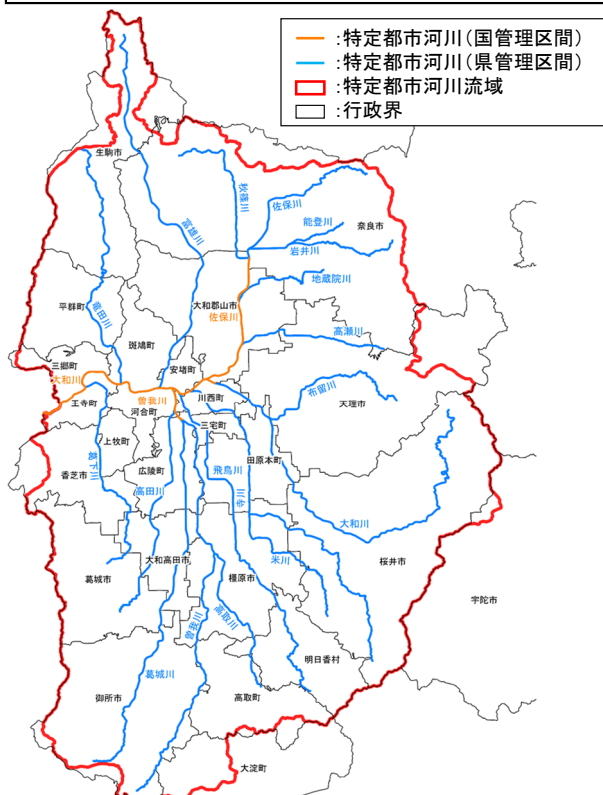 :特定都市河川(国管理区間)
:特定都市河川(県管理区間)
:特定都市河川流域
:行政界
生駒市
秋篠川
佐保川
能登川
奈良市
富雄川
岩井川
地蔵院川
平群町
竜田川
大和郡山市
佐保川
斑鳩町
高瀬川
三郷町
大和川
安堵町
王寺町
曽我川
河合町
川西町
布留川
天理市
三宅町
上牧町
葛下川
香芝市
広陵町
高田川
飛鳥川
寺川
田原本町
大和川
米川
桜井市
大和高田市
葛城市
橿原市
宇陀市
曽我川
高取川
明日香村
葛城川
御所市
高取町
大淀町